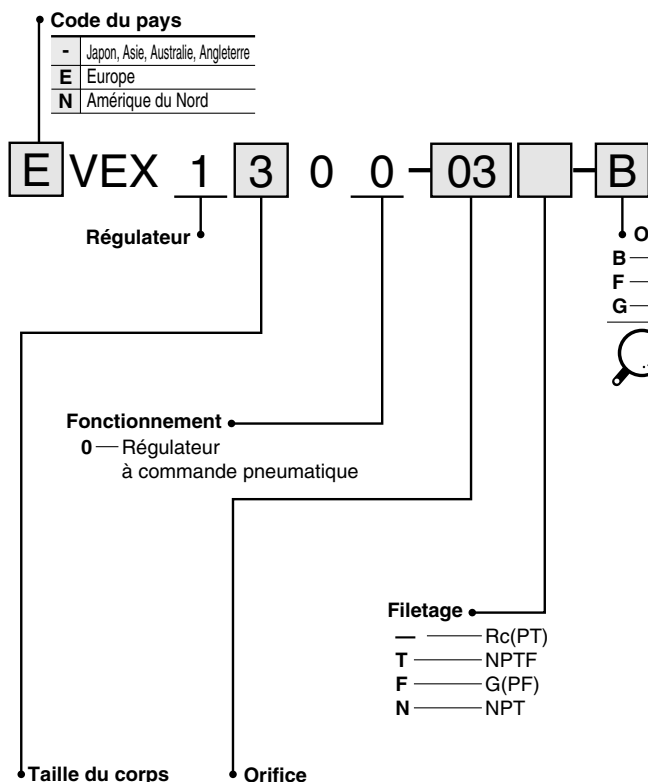 Code du pays
- Japon, Asie, Australie, Angleterre
E Europe
N Amérique du Nord
E VEX 1 3 0 0 - 03 - B
Régulateur
B
F
G
Fonctionnement
0 — Régulateur
à commande pneumatique
Filetage
— Rc(PT)
T NPTF
F G(PF)
N NPT
Taille du corps Orifice